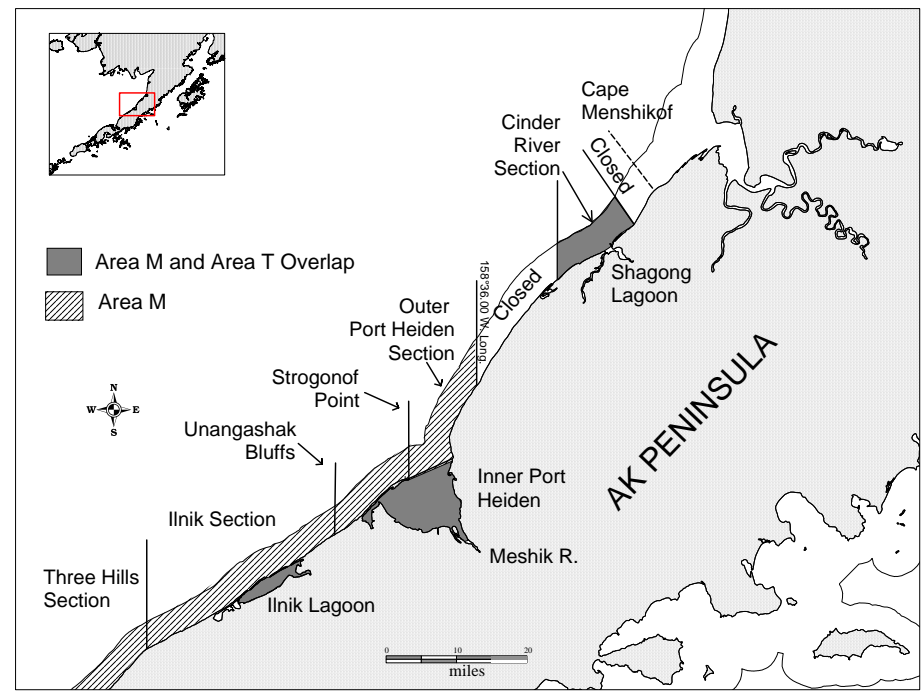 Cape
Menshikof
Cinder
River
Section
Closed
Area M and Area T Overlap
Area M
Shagong
Lagoon
Closed
158°36.00 W. Long.
Outer
Port Heiden
Section
Strogonof
Point
N
W E
S
Unangashak
Bluffs
AK PENINSULA
Inner Port
Heiden
Ilnik Section
Meshik R.
Three Hills
Section
Ilnik Lagoon
0 10 20
miles